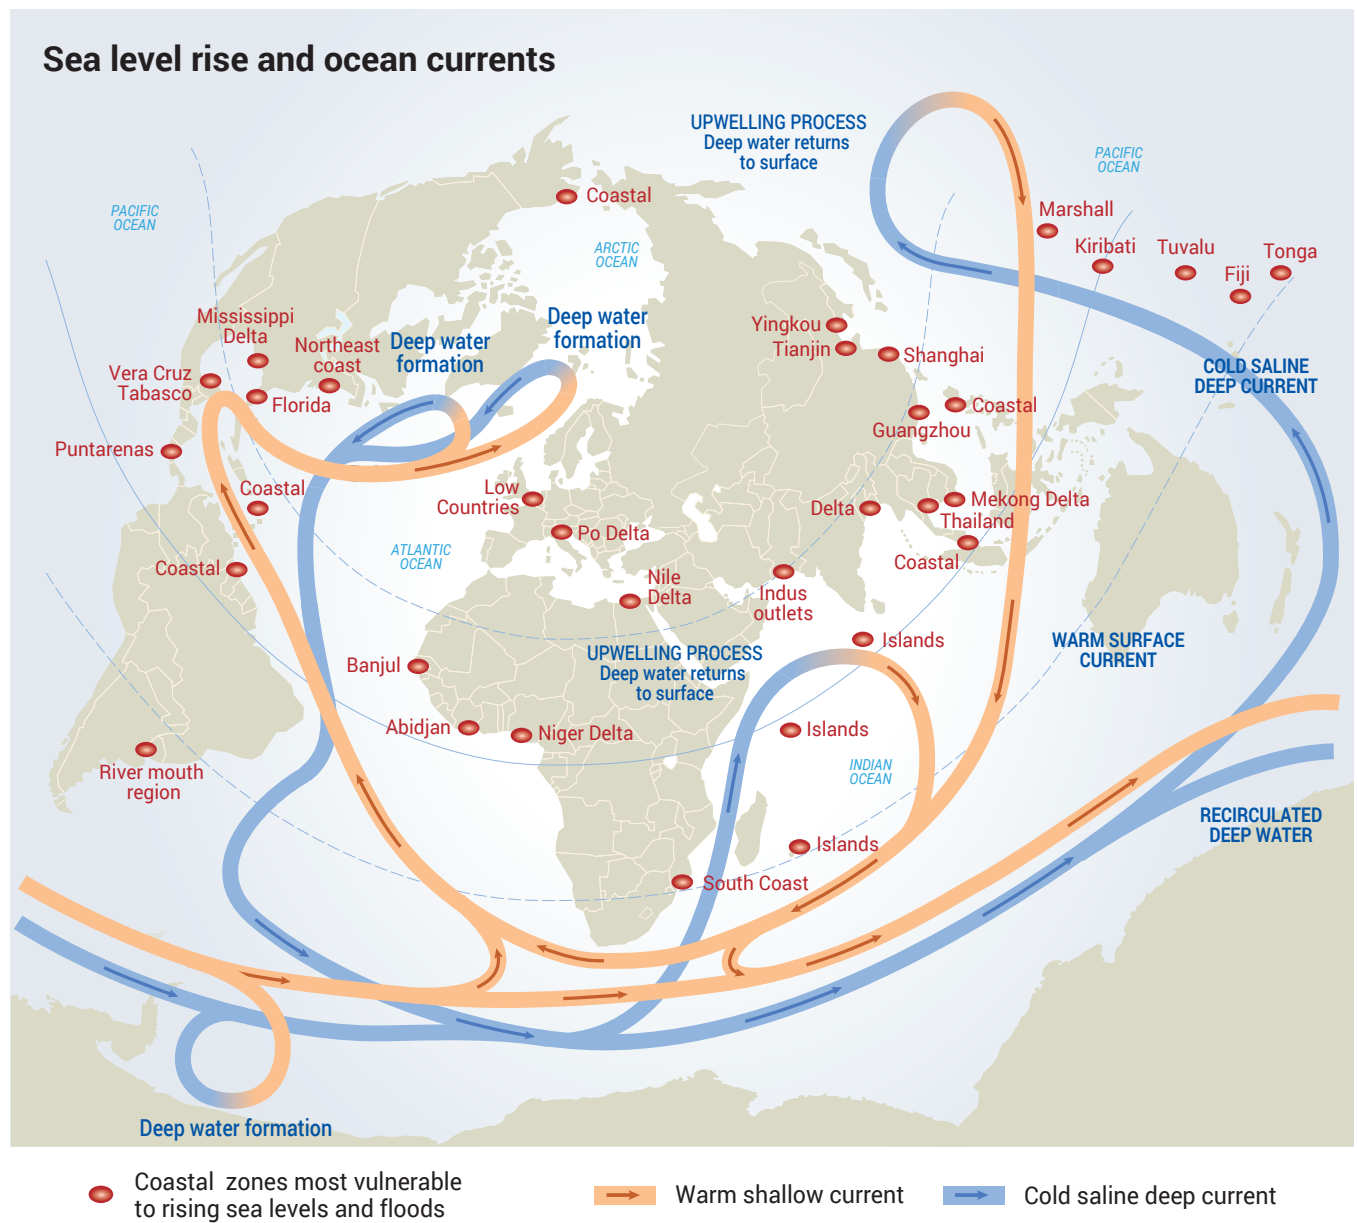 Sea level rise and ocean currents
UPWELLING PROCESS
Deep water returns
to surface
PACIFIC
OCEAN
PACIFIC
OCEAN
Coastal
Marshall
ARCTIC
OCEAN
Kiribati
Tuvalu
Fiji
Tonga
Mississippi
Delta
Northeast
coast
Deep water
formation
Deep water
formation
Yingkou
Tianjin
Shanghai
Vera Cruz
Tabasco
Florida
COLD SALINE
DEEP CURRENT
Coastal
Guangzhou
Puntarenas
Coastal
Low
Countries
Po Delta
Delta
Mekong Delta
Thailand
Coastal
ATLANTIC
OCEAN
Coastal
Nile
Delta
Indus
outlets
Islands
WARM SURFACE
CURRENT
Banjul
UPWELLING PROCESS
Deep water returns
to surface
Abidjan
Niger Delta
Islands
INDIAN
OCEAN
River mouth
region
RECIRCULATED
DEEP WATER
Islands
South Coast
Deep water formation
Coastal zones most vulnerable
to rising sea levels and floods
Warm shallow current
Cold saline deep current